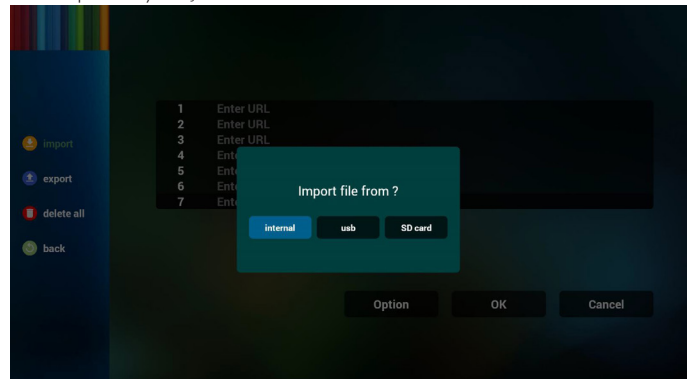 import
export
delete all
back
1 Enter URL
2 Enter URL
3 Enter URL
4 Ente
5 Ente
6 Ente
7 Ente
Import file from ?
internal usb SD card
Option OK Cancel